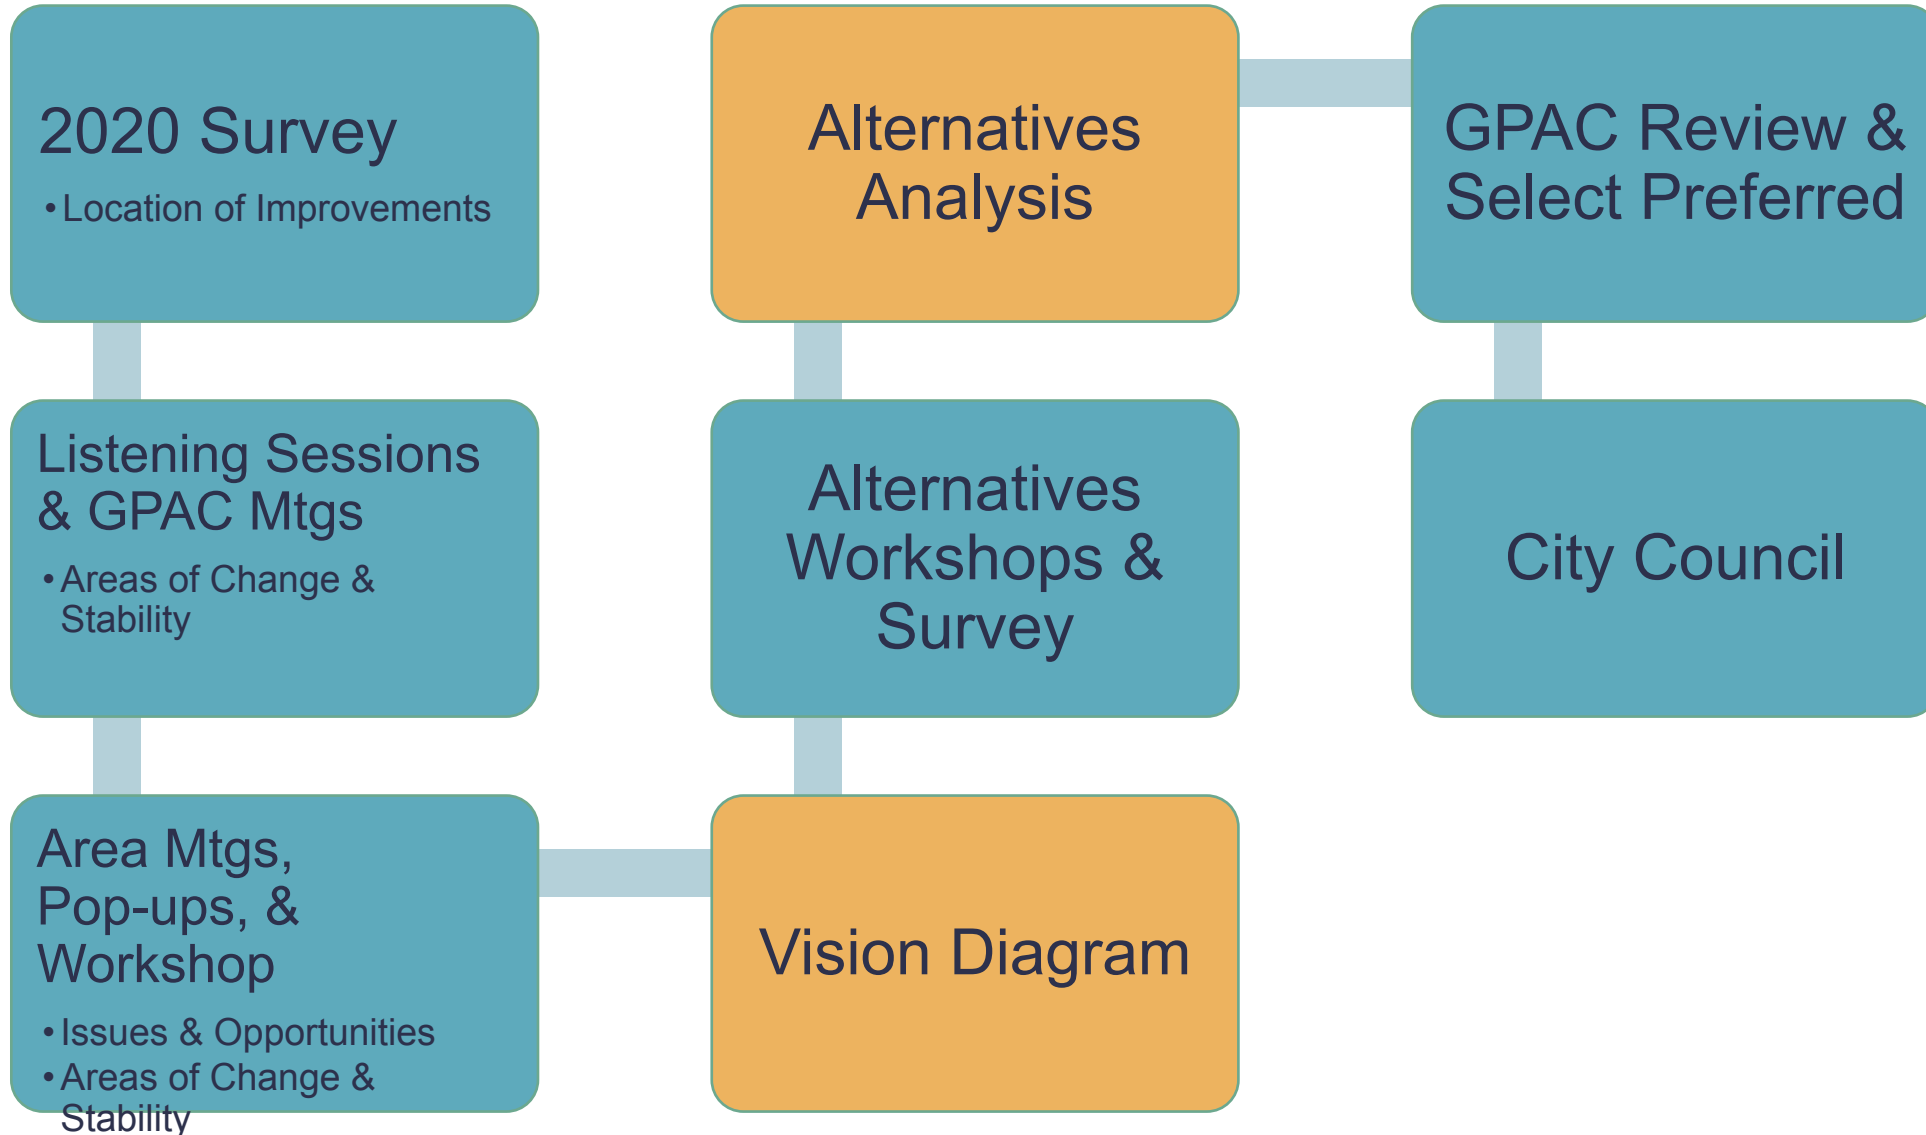 2020 Survey
• Location of Improvements
Listening Sessions
& GPAC Mtgs
• Areas of Change &
Stability
Area Mtgs,
Pop-ups, &
Workshop
• Issues & Opportunities
• Areas of Change &
Stability
Vision Diagram
Alternatives
Workshops &
Survey
Alternatives
Analysis
GPAC Review &
Select Preferred
City Council